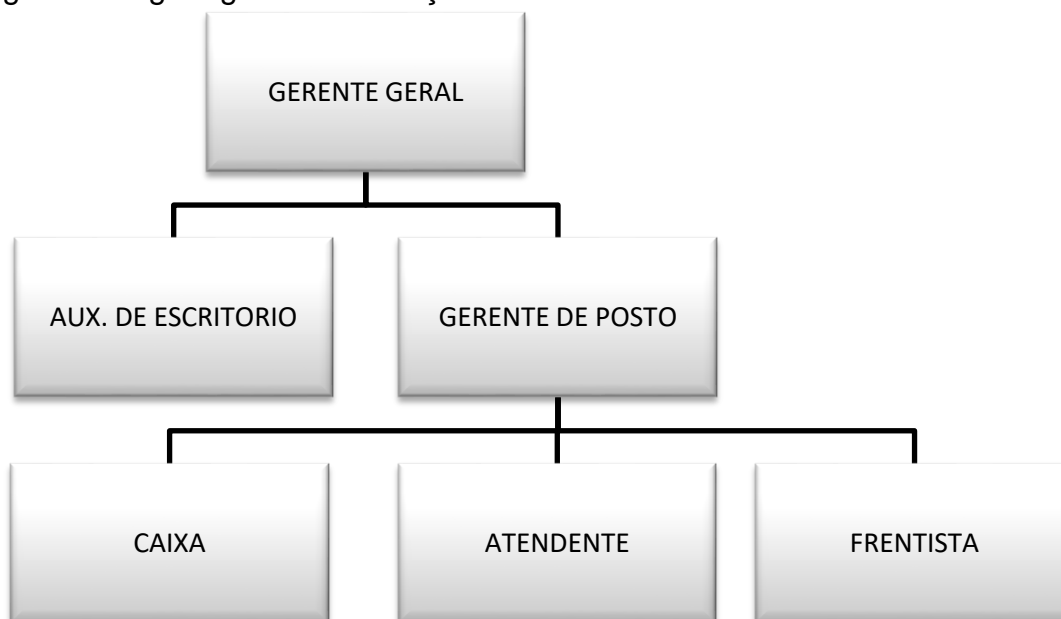 GERENTE GERAL
AUX. DE ESCRITORIO
GERENTE DE POSTO
CAIXA
ATENDENTE
FRENTISTA